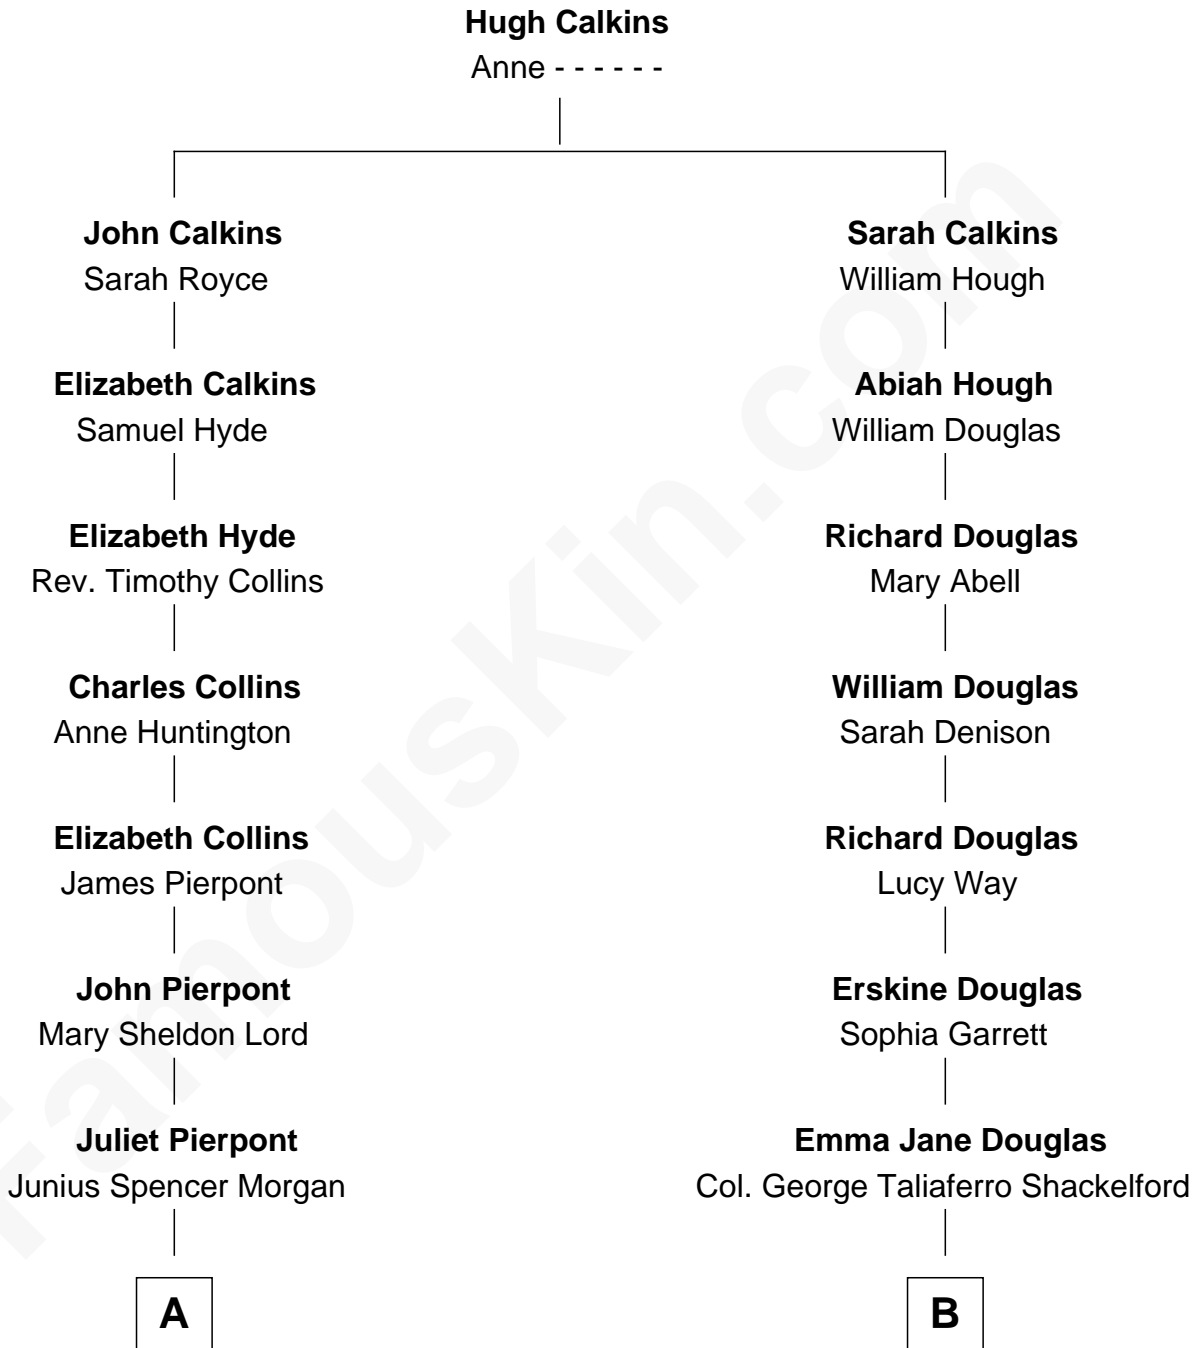 Hugh Calkins
Anne - - - - - -
John Calkins
Sarah Royce
Sarah Calkins
William Hough
Elizabeth Calkins
Samuel Hyde
Abiah Hough
William Douglas
Elizabeth Hyde
Rev. Timothy Collins
Richard Douglas
Mary Abell
Charles Collins
Anne Huntington
William Douglas
Sarah Denison
Elizabeth Collins
James Pierpont
Richard Douglas
Lucy Way
John Pierpont
Mary Sheldon Lord
Erskine Douglas
Sophia Garrett
Juliet Pierpont
Junius Spencer Morgan
Emma Jane Douglas
Col. George Taliaferro Shackelford
A
B
FamousKin.com